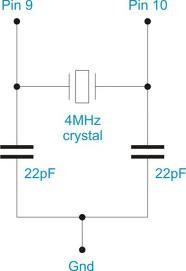 Pin 9
Pin 10
4MHz
crystal
22pF
22pF
Gnd